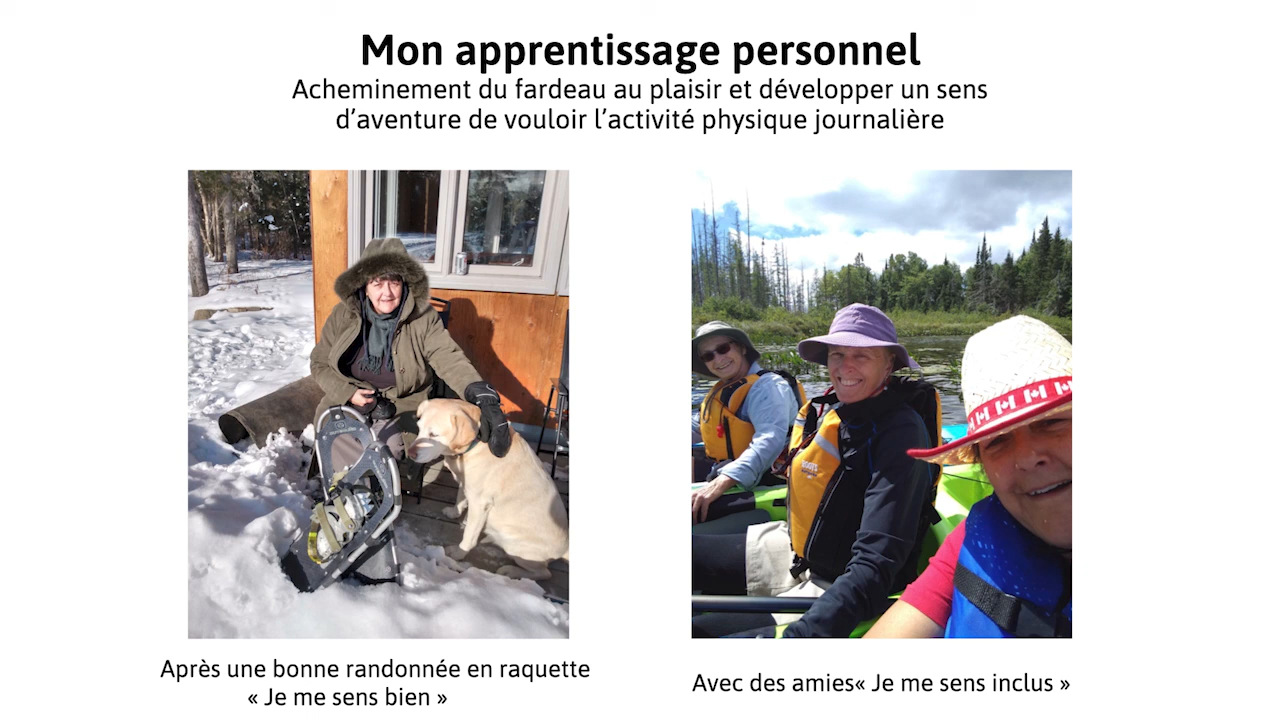 Mon apprentissage personnel
Acheminement du fardeau au plaisir et développer un sens
d’aventure de vouloir l’activité physique journalière
Après une bonne randonnée en raquette
« Je me sens bien »
Avec des amies« Je me sens inclus »